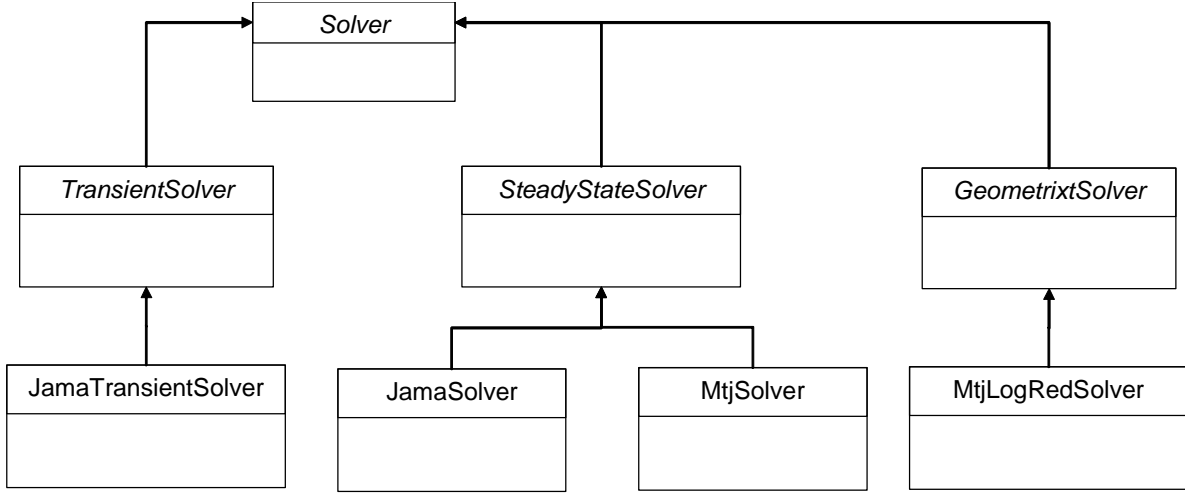 Solver
TransientSolver
SteadyStateSolver
GeometrixtSolver
JamaTransientSolver
JamaSolver
MtjSolver
MtjLogRedSolver